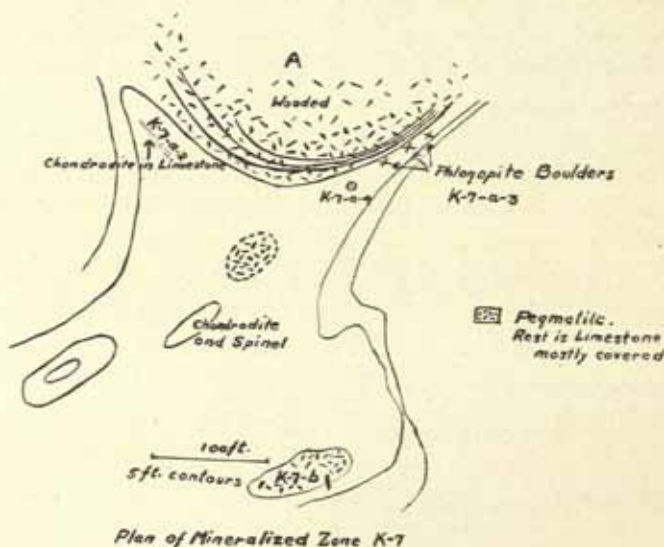 A
Wooded
K-7-a-2
Chondrodite in Limestone
Phlogopite Boulders
K-7-a-3
K-7-a-4
Chondrodite
and Spinel
Pegmatite.
Rest is Limestone
mostly covered
100ft.
5ft. contours
K-7-b
Plan of Mineralized Zone K-7